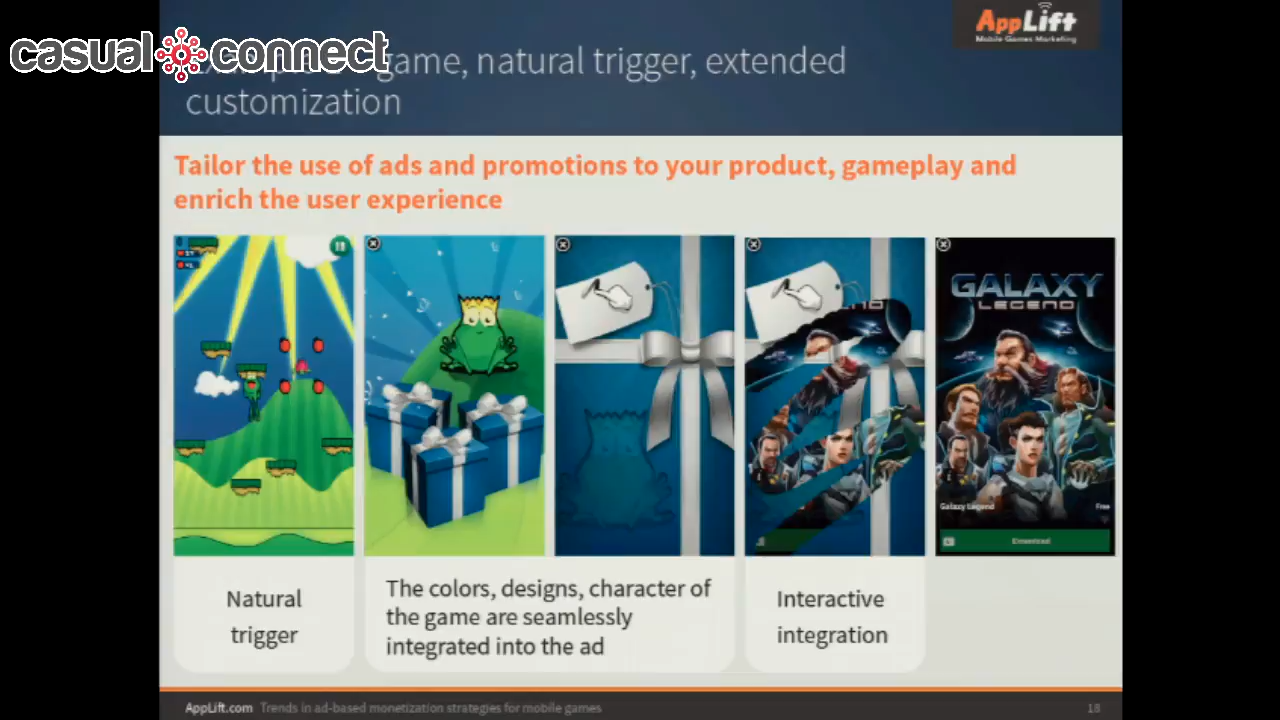 casual connect
AppLift
Mobile Games Marketing
game, natural trigger, extended
customization
Tailor the use of ads and promotions to your product, gameplay and
enrich the user experience
GALAXY
LEGEND
Galaxy Legend
Free
Natural
trigger
The colors, designs, character of
the game are seamlessly
integrated into the ad
Interactive
integration
AppLift.com Trends in ad-based monetization strategies for mobile games
18